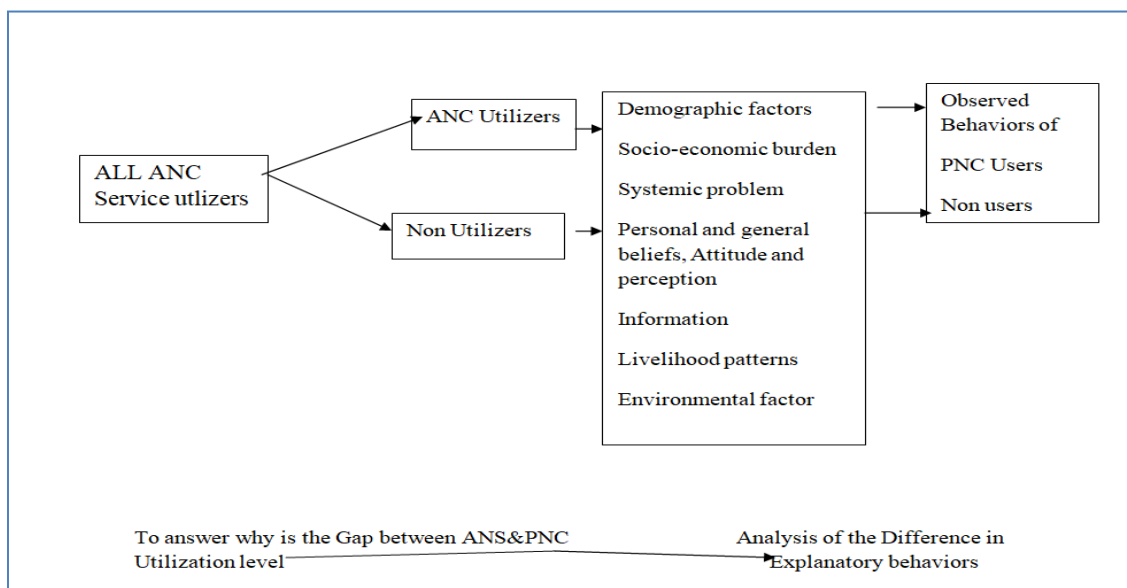 ALL ANC
Service utlizers
ANC Utilizers
Non Utilizers
Demographic factors
Socio-economic burden
Systemic problem
Personal and general
beliefs, Attitude and
perception
Information
Livelihood patterns
Environmental factor
Observed
Behaviors of
PNC Users
Non users
To answer why is the Gap between ANS&PNC
Utilization level
Analysis of the Difference in
Explanatory behaviors